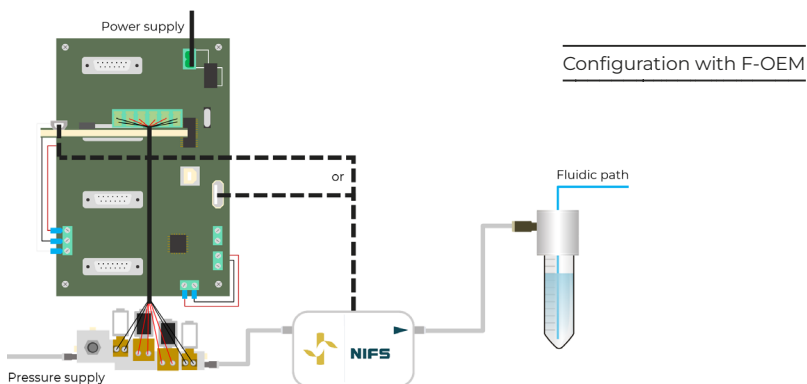 Power supply
Configuration with F-OEM
or
Fluidic path
NIFS
Pressure supply